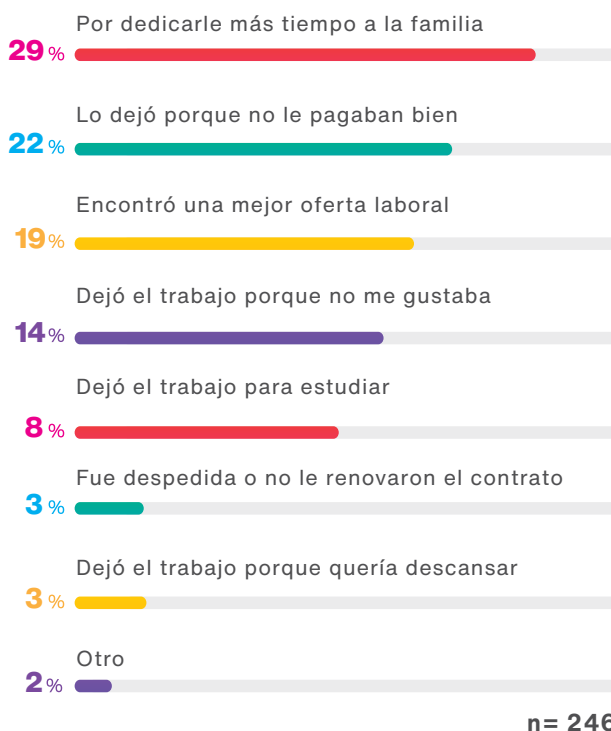 Por dedicarle más tiempo a la familia
29%
Lo dejó porque no le pagaban bien
22%
Encontró una mejor oferta laboral
19%
Dejó el trabajo porque no me gustaba
14%
Dejó el trabajo para estudiar
8%
Fue despedida o no le renovaron el contrato
3%
Dejó el trabajo porque quería descansar
3%
Otro
2%
n= 246